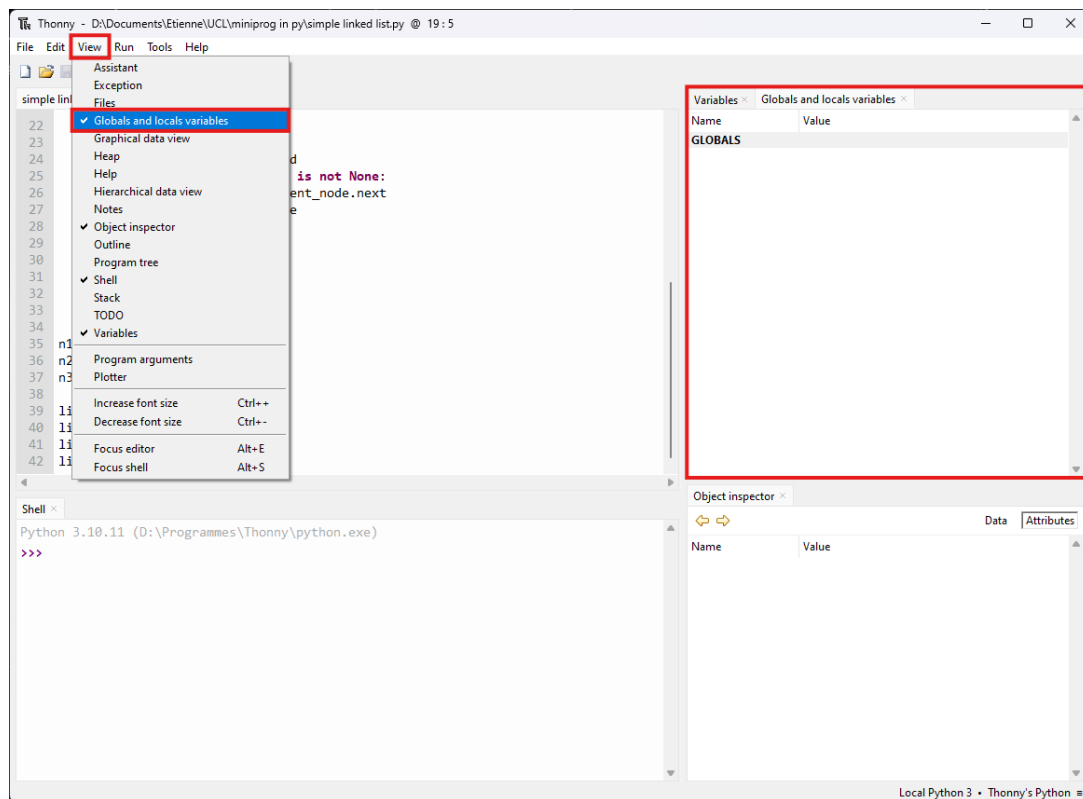 Thonny - D:\Documents\Etienne\UCL\miniprog in py\simple linked list.py @ 19 : 5
File Edit View Run Tools Help
Assistant
Exception
Files
✓ Globals and locals variables
Graphical data view
Heap
Help
Hierarchical data view
Notes
✓ Object inspector
Outline
Program tree
✓ Shell
Stack
TODO
✓ Variables
Program arguments
Plotter
Increase font size Ctrl++
Decrease font size Ctrl+-
Focus editor Alt+E
Focus shell Alt+S
simple lin
22
23
24 d
25 is not None:
26 ent_node.next
27 e
28
29
30
31
32
33
34
35 n1
36 n2
37 n3
38
39 li
40 li
41 li
42 li
Variables × Globals and locals variables ×
Name Value
GLOBALS
Shell ×
Python 3.10.11 (D:\Programmes\Thonny\python.exe)
>>>
Object inspector ×
Data Attributes
Name Value
Local Python 3 • Thonny's Python ≡